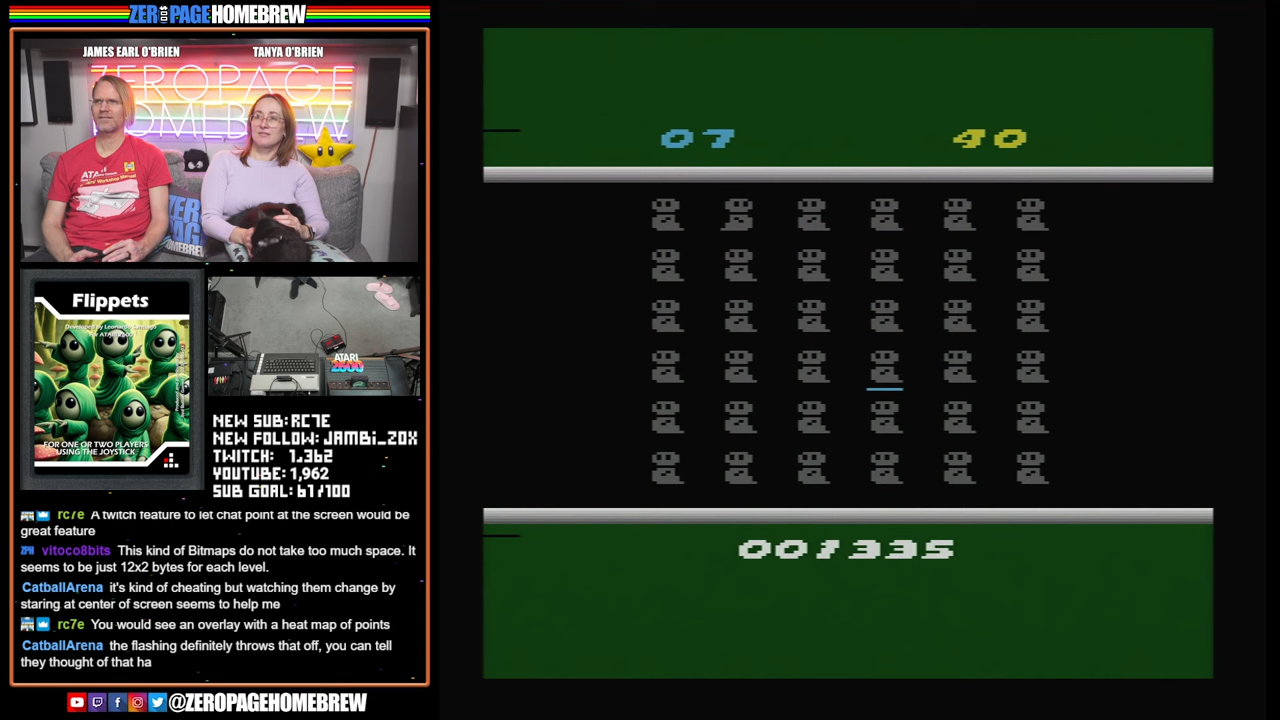 ZEROPAGE HOMEBREW
JAMES EARL O'BRIEN
TANYA O'BRIEN
ZEROPAGE
HOMEBREW
ATARI
07
40
Flippets
FOR ONE OR TWO PLAYERS
USING THE JOYSTICK
ATARI
2600
NEW SUB: RC7E
NEW FOLLOW: JAMBI_ZOX
TWITCH: 1,362
YOUTUBE: 1,962
SUB GOAL: 67/100
rc7e A twitch feature to let chat point at the screen would be
great feature
vitoco8bits This kind of Bitmaps do not take too much space. It
seems to be just 12x2 bytes for each level.
CatballArena it's kind of cheating but watching them change by
staring at center of screen seems to help me
rc7e You would see an overlay with a heat map of points
CatballArena the flashing definitely throws that off, you can tell
they thought of that ha
@ZEROPAGEHOMEBREW
001335